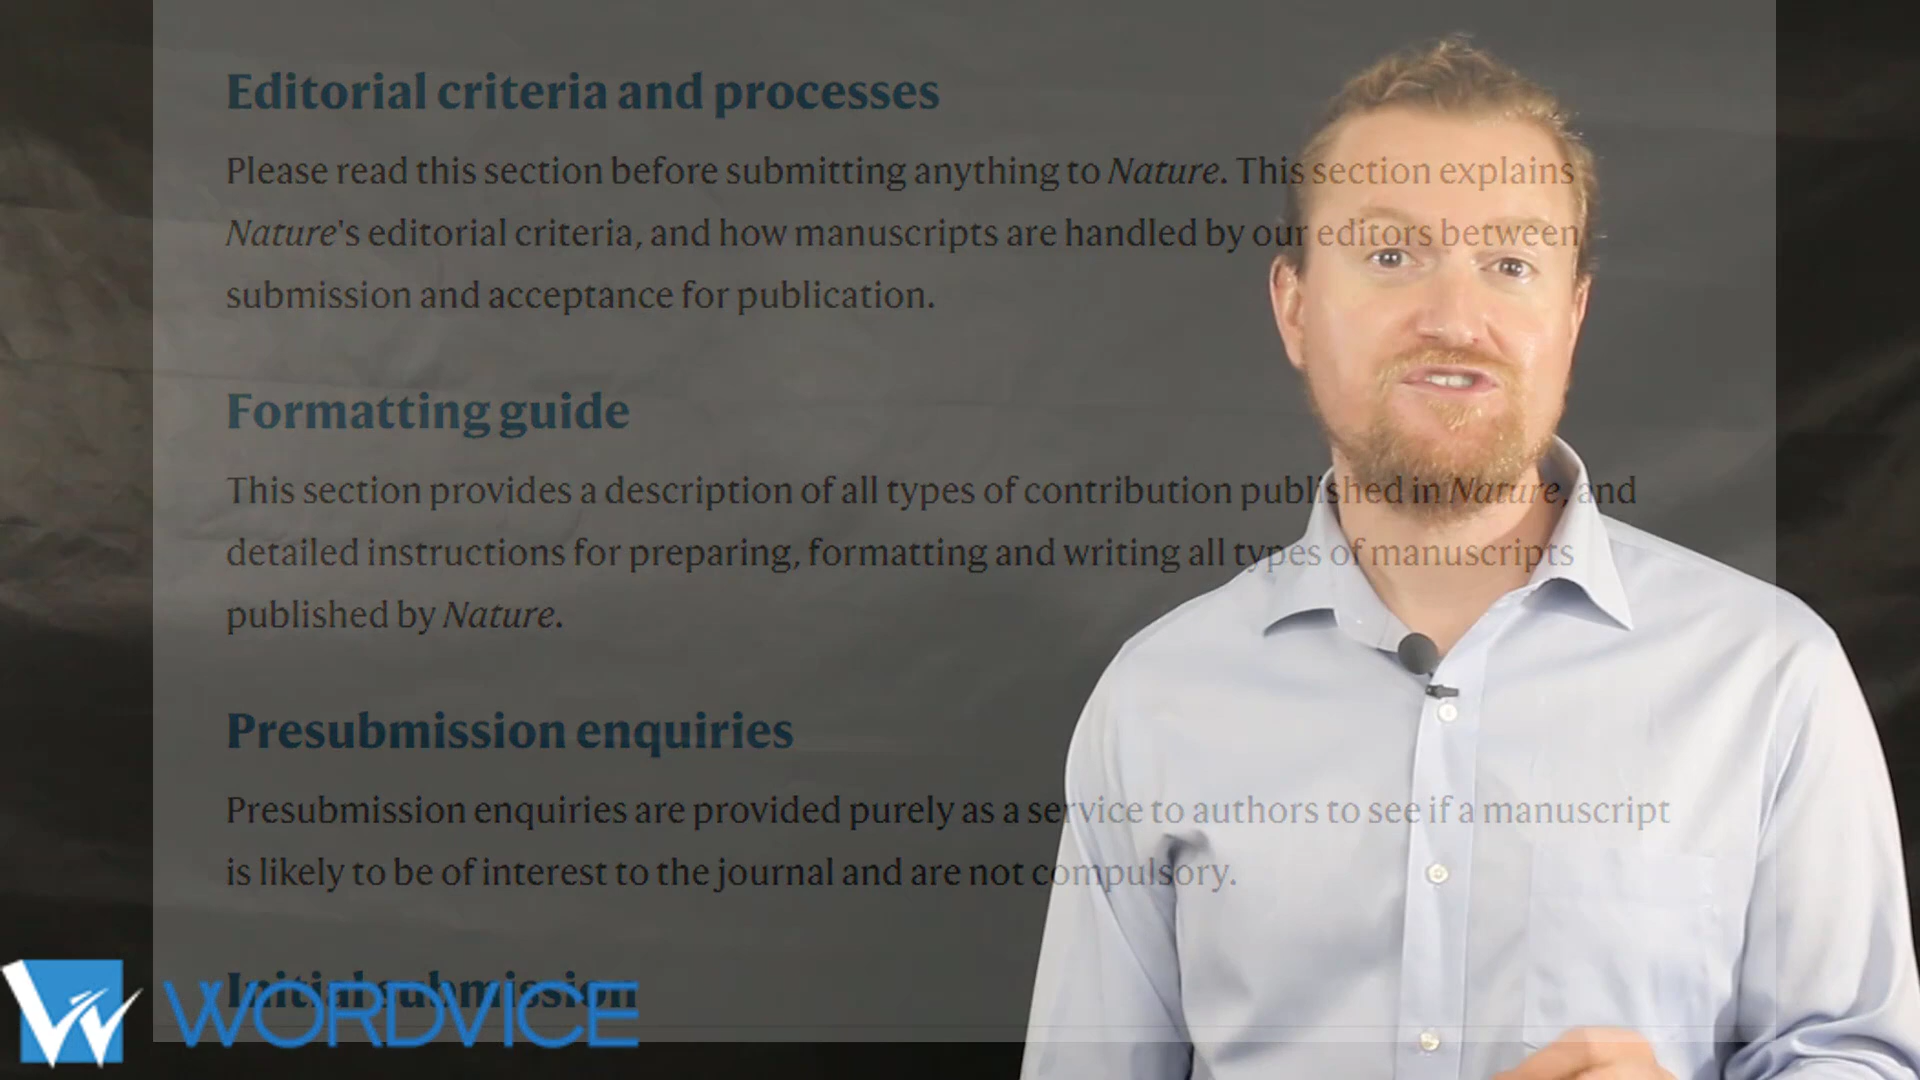 Editorial criteria and processes
Please read this section before submitting anything to Nature. This section explains
Nature's editorial criteria, and how manuscripts are handled by our editors between
submission and acceptance for publication.
Formatting guide
This section provides a description of all types of contribution published in Nature, and
detailed instructions for preparing, formatting and writing all types of manuscripts
published by Nature.
Presubmission enquiries
Presubmission enquiries are provided purely as a service to authors to see if a manuscript
is likely to be of interest to the journal and are not compulsory.
Initial submission
WORDVICE